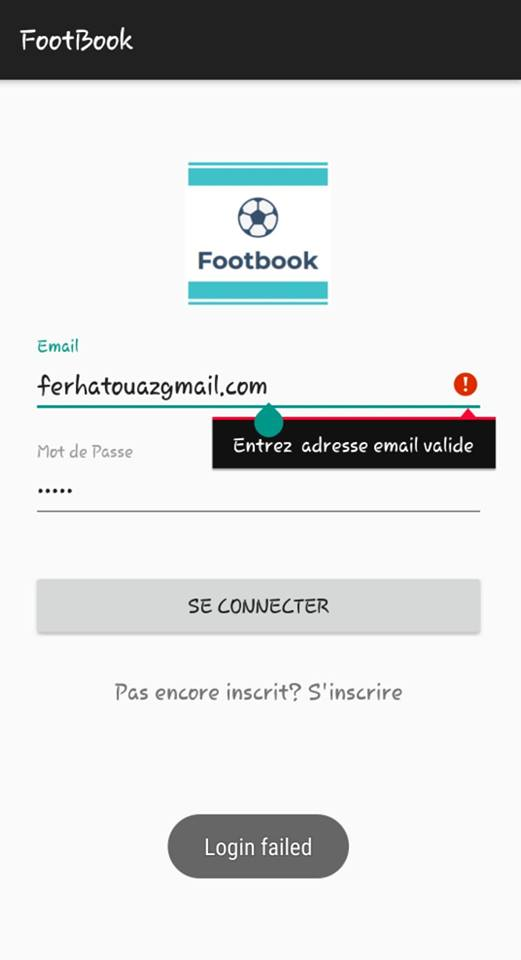 FootBook
Footbook
Email
ferhatouazgmail.com
!
Entrez adresse email valide
Mot de Passe
•••••
SE CONNECTER
Pas encore inscrit? S'inscrire
Login failed